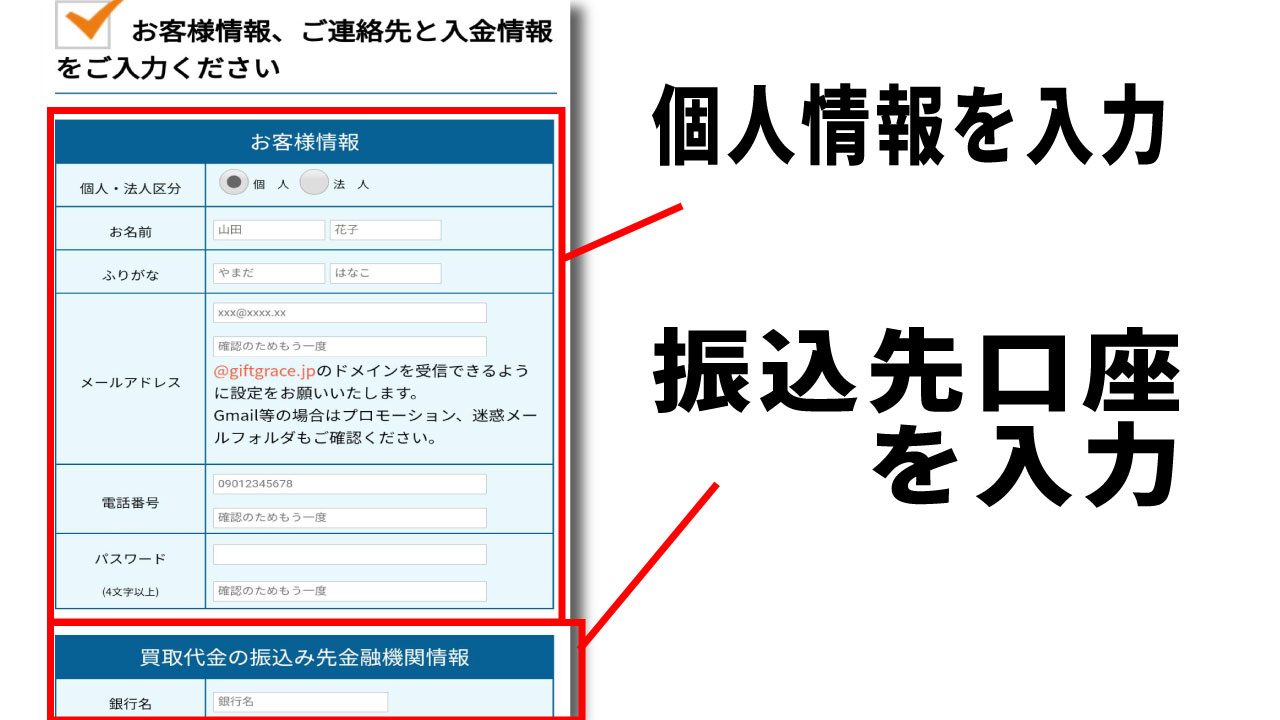 お客様情報、ご連絡先と入金情報
をご入力ください
お客様情報
個人・法人区分
個　人
法　人
お名前
山田
花子
ふりがな
やまだ
はなこ
メールアドレス
xxx@xxxx.xx
確認のためもう一度
@giftgrace.jpのドメインを受信できるよう
に設定をお願いいたします。
Gmail等の場合はプロモーション、迷惑メー
ルフォルダもご確認ください。
電話番号
09012345678
確認のためもう一度
パスワード
(4文字以上)
確認のためもう一度
買取代金の振込み先金融機関情報
銀行名
銀行名
個人情報を入力
振込先口座
を入力